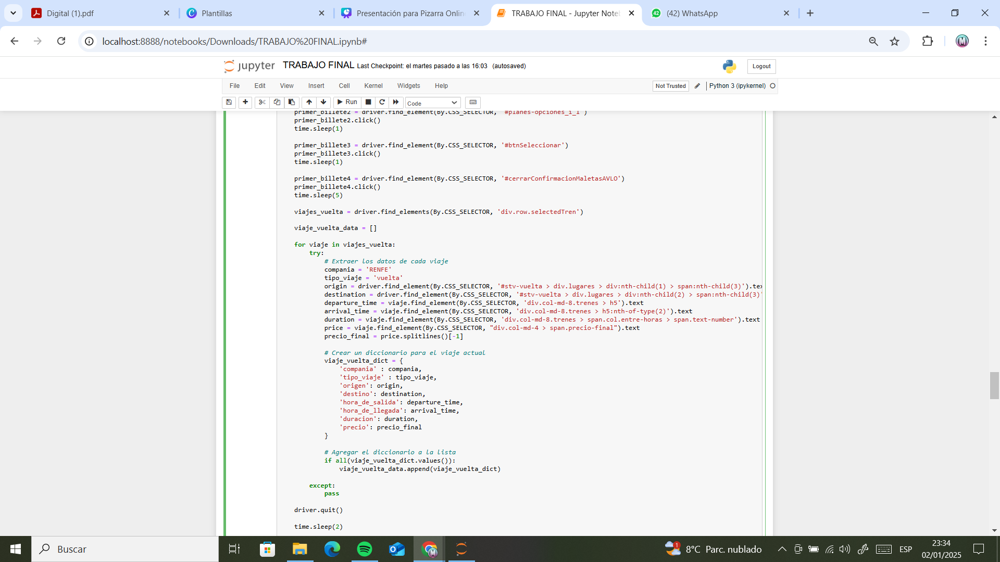 Digital (1).pdf
Plantillas
Presentación para Pizarra Onlin
TRABAJO FINAL - Jupyter Noteb
(42) WhatsApp
localhost:8888/notebooks/Downloads/TRABAJO%20FINAL.ipynb#
jupyter TRABAJO FINAL Last Checkpoint: el martes pasado a las 16:03 (autosaved)
Logout
File Edit View Insert Cell Kernel Widgets Help
Not Trusted Python 3 (ipykernel)
Run Code
primer_billete2 = driver.find_element(By.CSS_SELECTOR, '#planes-opciones_i_1')
primer_billete2.click()
time.sleep(1)
primer_billete3 = driver.find_element(By.CSS_SELECTOR, '#btnSeleccionar')
primer_billete3.click()
time.sleep(1)
primer_billete4 = driver.find_element(By.CSS_SELECTOR, '#cerrarConfirmacionMaletasAVLO')
primer_billete4.click()
time.sleep(5)
viajes_vuelta = driver.find_elements(By.CSS_SELECTOR, 'div.row.selectedTren')
viaje_vuelta_data = []
for viaje in viajes_vuelta:
try:
# Extraer los datos de cada viaje
compania = 'RENFE'
tipo_viaje = 'vuelta'
origin = driver.find_element(By.CSS_SELECTOR, '#stv-vuelta > div.lugares > div:nth-child(1) > span:nth-child(3)').tex
destination = driver.find_element(By.CSS_SELECTOR, '#stv-vuelta > div.lugares > div:nth-child(2) > span:nth-child(3)'
departure_time = viaje.find_element(By.CSS_SELECTOR, 'div.col-md-8.trenes > h5').text
arrival_time = viaje.find_element(By.CSS_SELECTOR, 'div.col-md-8.trenes > h5:nth-of-type(2)').text
duration = viaje.find_element(By.CSS_SELECTOR, 'div.col-md-8.trenes > span.col.entre-horas > span.text-number').text
price = viaje.find_element(By.CSS_SELECTOR, "div.col-md-4 > span.precio-final").text
precio_final = price.splitlines()[-1]
# Crear un diccionario para el viaje actual
viaje_vuelta_dict = {
'compania' : compania,
'tipo_viaje' : tipo_viaje,
'origen': origin,
'destino': destination,
'hora_de_salida': departure_time,
'hora_de_llegada': arrival_time,
'duracion': duration,
'precio': precio_final
}
# Agregar el diccionario a la lista
if all(viaje_vuelta_dict.values()):
viaje_vuelta_data.append(viaje_vuelta_dict)
except:
pass
driver.quit()
time.sleep(2)
Buscar
1
8°C Parc. nublado
ESP
23:34
02/01/2025